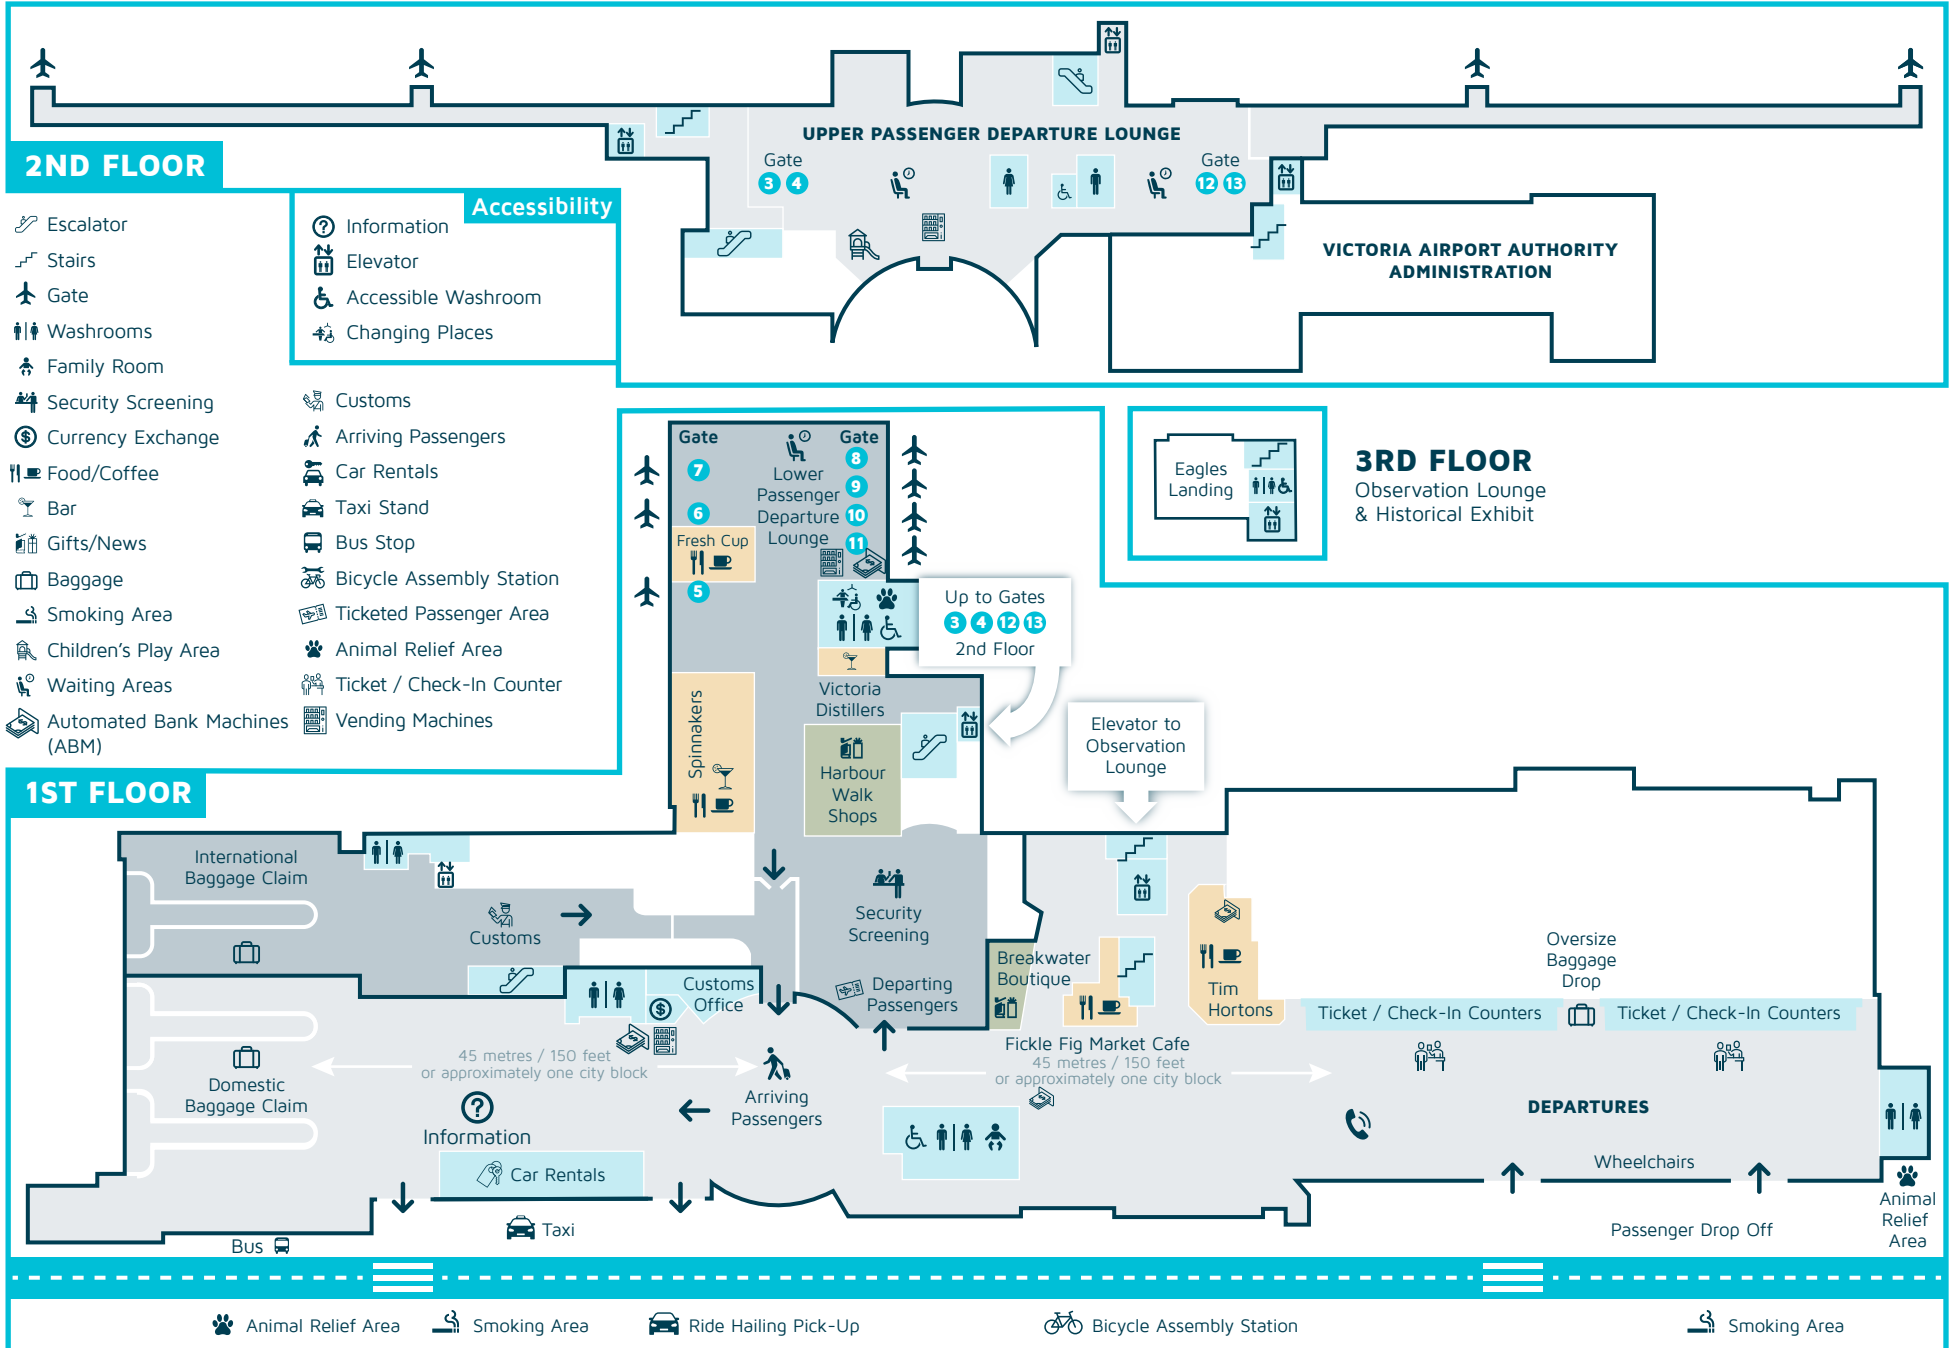 UPPER PASSENGER DEPARTURE LOUNGE
Gate
3 4
Gate
12 13
2ND FLOOR
VICTORIA AIRPORT AUTHORITY
ADMINISTRATION
Escalator
Stairs
Gate
Washrooms
Family Room
Security Screening
Currency Exchange
Food/Coffee
Bar
Gifts/News
Baggage
Smoking Area
Children's Play Area
Waiting Areas
Automated Bank Machines
(ABM)
Accessibility
Information
Elevator
Accessible Washroom
Changing Places
Customs
Arriving Passengers
Car Rentals
Taxi Stand
Bus Stop
Bicycle Assembly Station
Ticketed Passenger Area
Animal Relief Area
Ticket / Check-In Counter
Vending Machines
Eagles
Landing
3RD FLOOR
Observation Lounge
& Historical Exhibit
1ST FLOOR
Gate
7
6
Fresh Cup
5
Gate
8
9
10
11
Lower
Passenger
Departure
Lounge
Up to Gates
3 4 12 13
2nd Floor
Victoria
Distillers
Spinnakers
Harbour
Walk
Shops
Elevator to
Observation
Lounge
International
Baggage Claim
Customs
Security
Screening
Departing
Passengers
Customs
Office
Breakwater
Boutique
Fickle Fig Market Cafe
Tim
Hortons
Oversize
Baggage
Drop
Ticket / Check-In Counters
Ticket / Check-In Counters
45 metres / 150 feet
or approximately one city block
45 metres / 150 feet
or approximately one city block
Domestic
Baggage Claim
Information
Arriving
Passengers
Car Rentals
DEPARTURES
Wheelchairs
Taxi
Bus
Passenger Drop Off
Animal
Relief
Area
Animal Relief Area
Smoking Area
Ride Hailing Pick-Up
Bicycle Assembly Station
Smoking Area